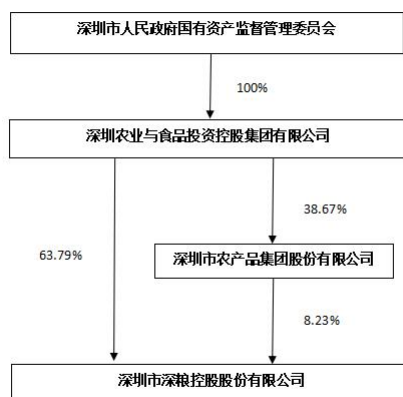 深圳市人民政府国有资产监督管理委员会
100%
深圳农业与食品投资控股集团有限公司
38.67%
63.79%
深圳市农产品集团股份有限公司
8.23%
深圳市深粮控股股份有限公司